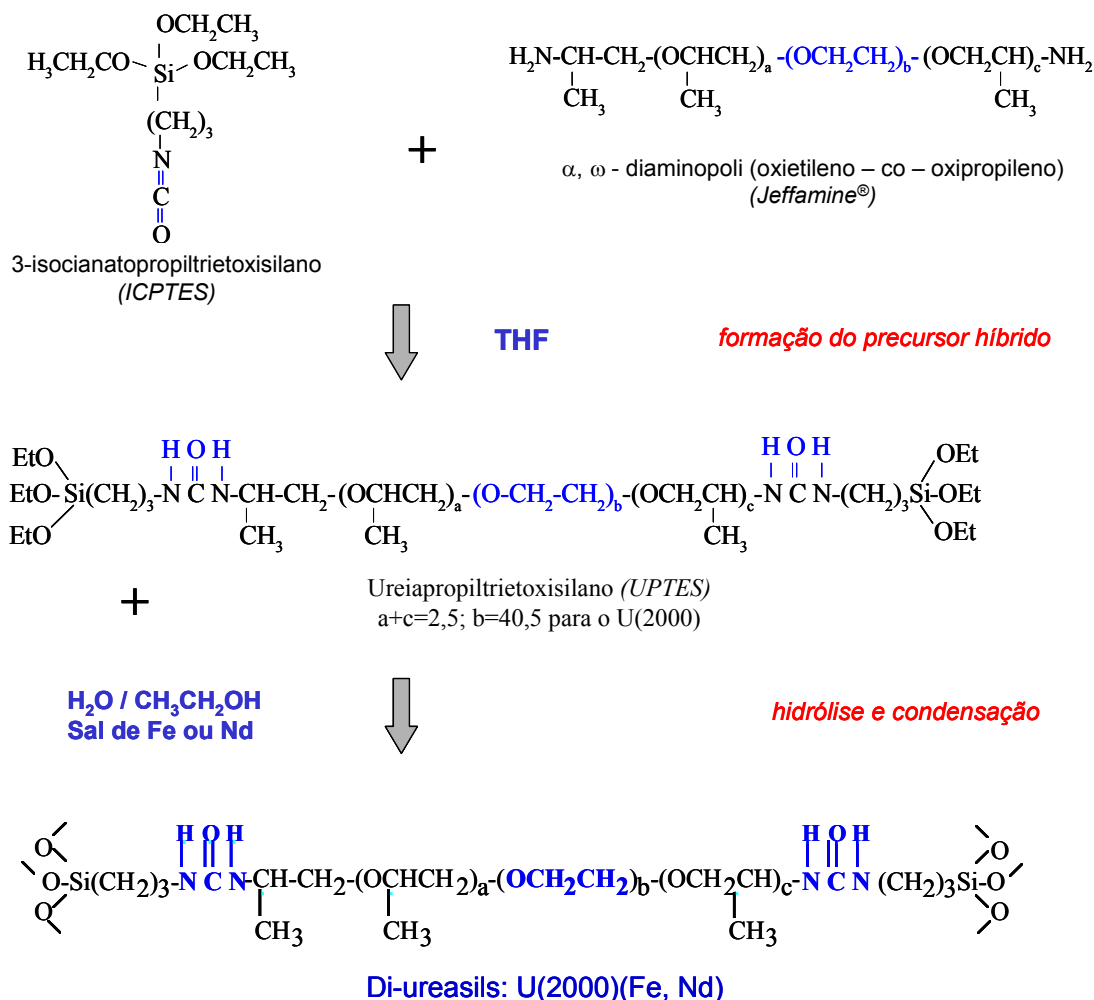 OCH₂CH₃
H₃CCH₂CO Si OCH₂CH₃
(CH₂)₃
N
C
O
3-isocianatopropiltrietoxisilano
(ICPTES)
+
H₂N-CH-CH₂-(OCHCH₂)ₐ-(OCH₂CH₂)b-(OCH₂CH)c-NH₂
CH₃ CH₃ CH₃
α, ω - diaminopoli (oxietileno – co – oxipropileno)
(Jeffamine®)
THF
formação do precursor híbrido
H O H H O H
EtO OEt
EtO-Si(CH₂)₃-N C N-CH-CH₂-(OCHCH₂)ₐ-(O-CH₂-CH₂)b-(OCH₂CH)c-N C N-(CH₂)₃Si-OEt
EtO CH₃ CH₃ CH₃ OEt
+
Ureiapropiltrietoxisilano (UPTES)
a+c=2,5; b=40,5 para o U(2000)
H₂O / CH₃CH₂OH
Sal de Fe ou Nd
hidrólise e condensação
H O H H O H
O O
O-Si(CH₂)₃-N C N-CH-CH₂-(OCHCH₂)ₐ-(OCH₂CH₂)b-(OCH₂CH)c-N C N (CH₂)₃Si-O
O CH₃ CH₃ CH₃ O
Di-ureasils: U(2000)(Fe, Nd)